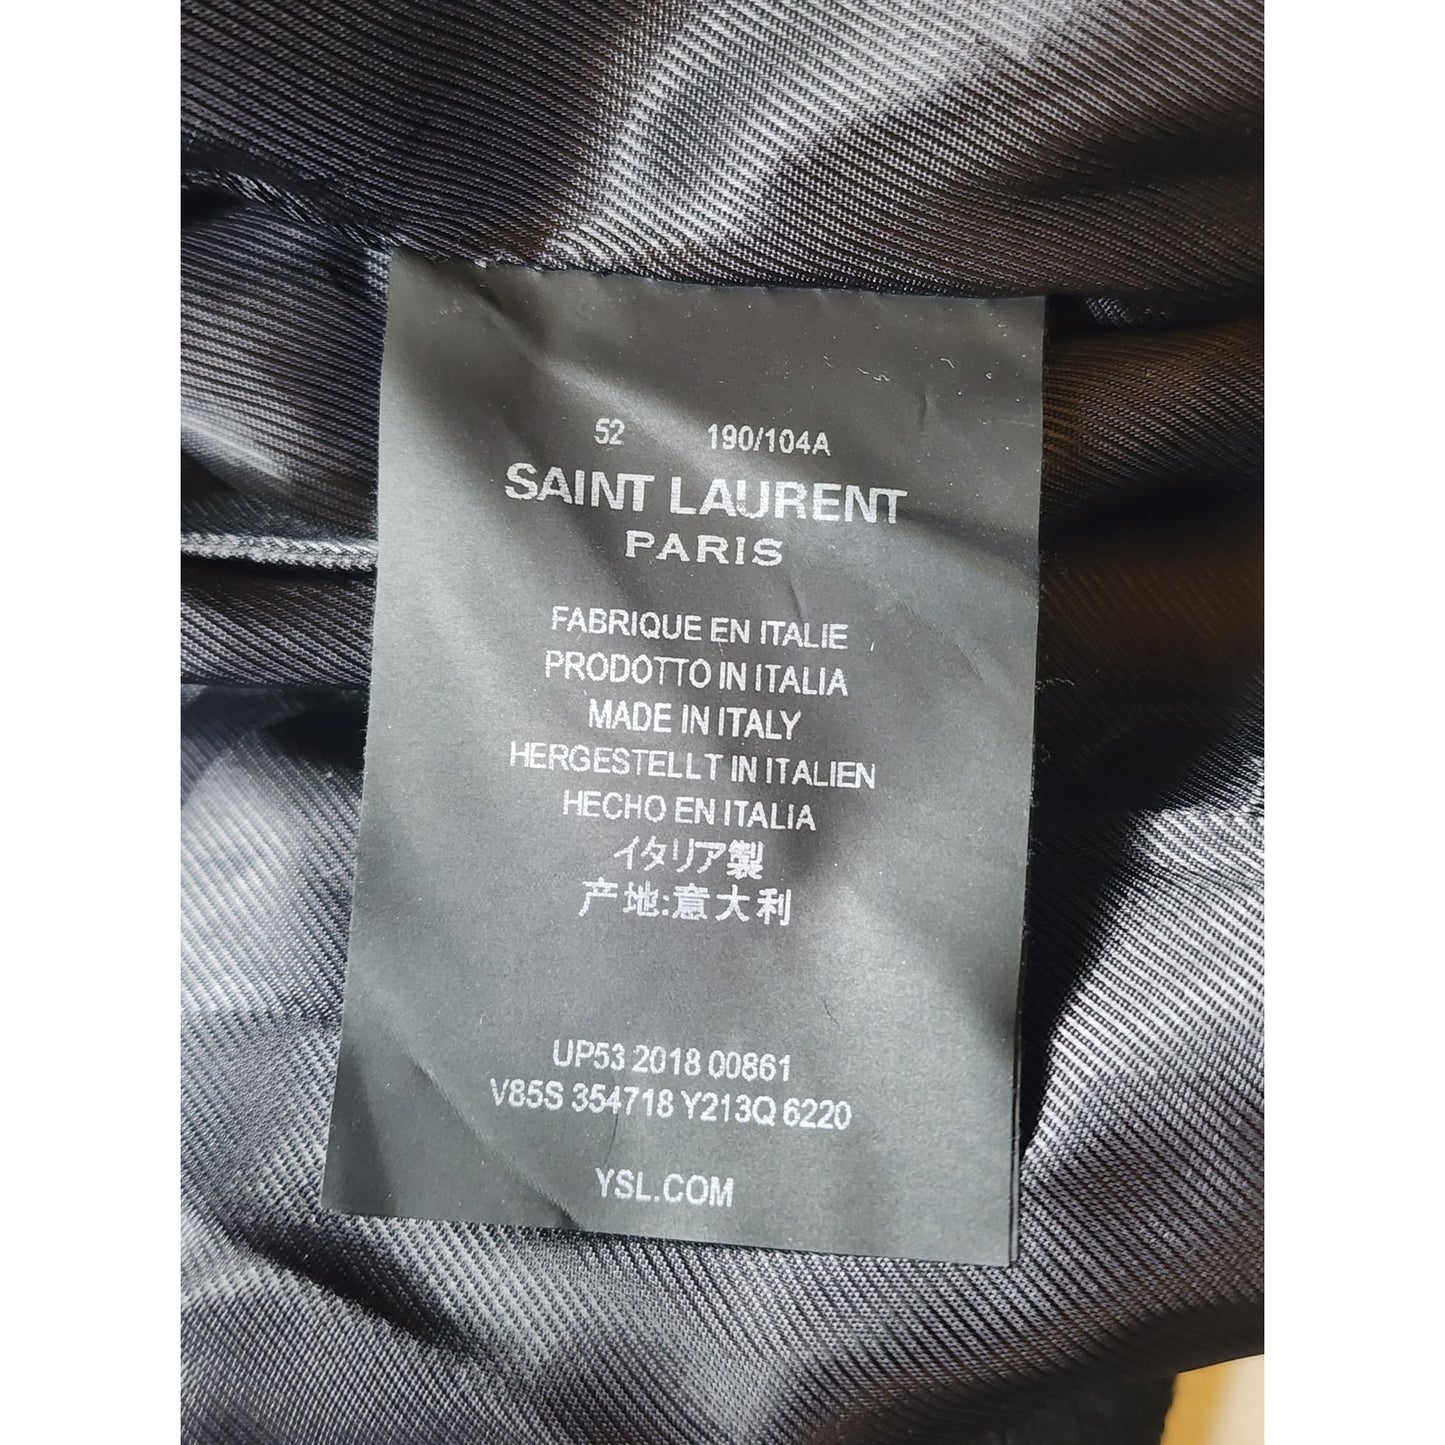 52 190/104A
SAINT LAURENT
PARIS
FABRIQUE EN ITALIE
PRODOTTO IN ITALIA
MADE IN ITALY
HERGESTELLT IN ITALIEN
HECHO EN ITALIA
イタリア製
产地:意大利
UP53 2018 00861
V85S 354718 Y213Q 6220
YSL.COM